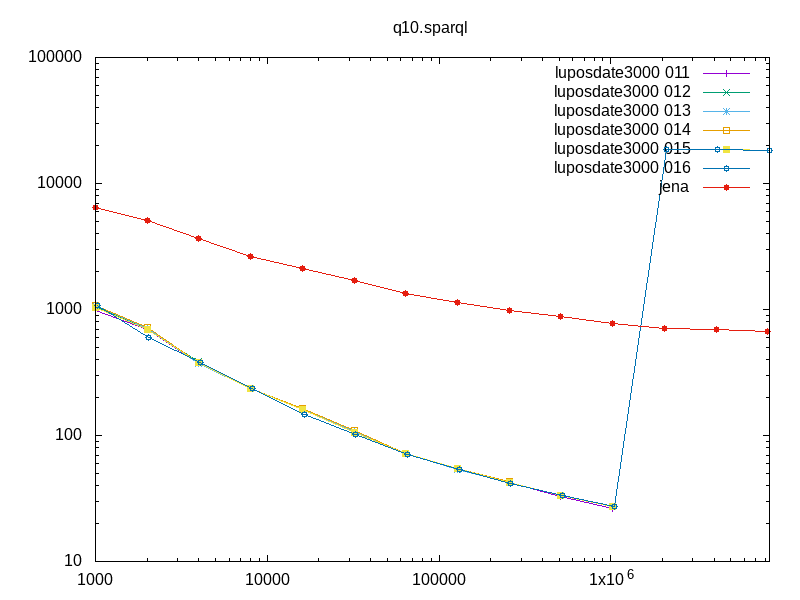 q10.sparql
100000
10000
1000
100
10
1000
10000
100000
1x10 6
luposdate3000 011
luposdate3000 012
luposdate3000 013
luposdate3000 014
luposdate3000 015
luposdate3000 016
jena